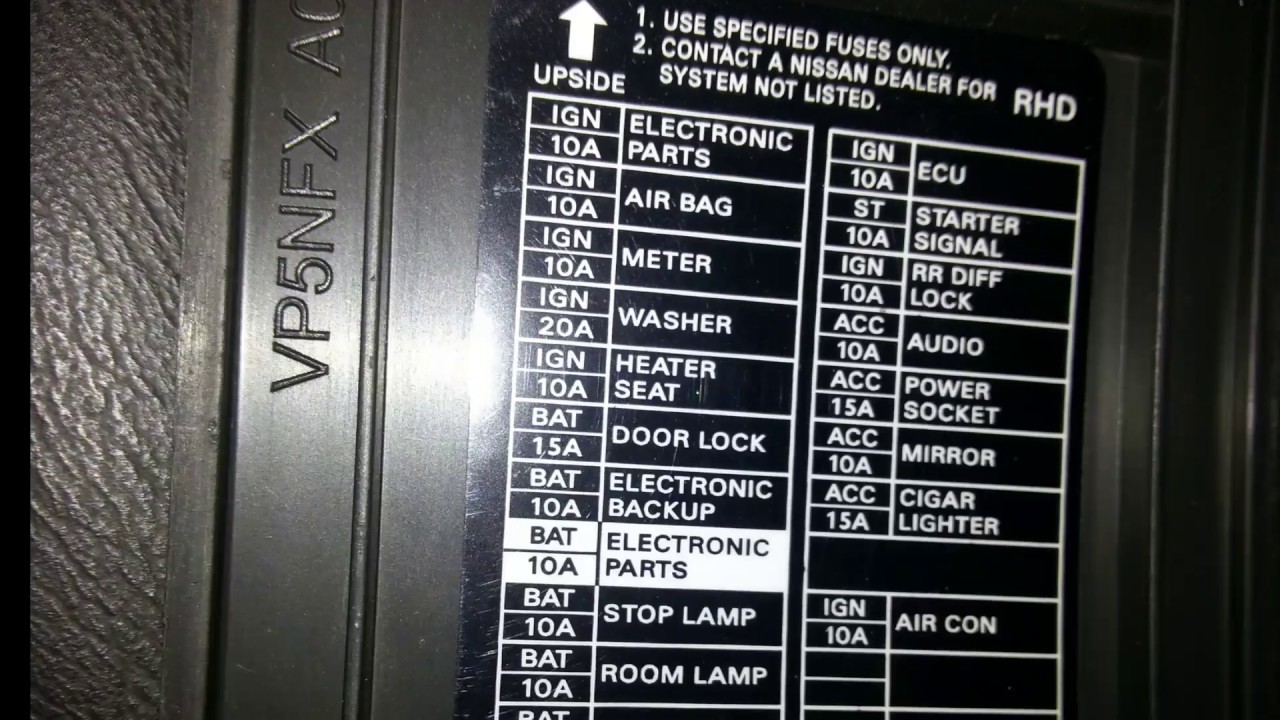 VP5NFX
UPSIDE
1. USE SPECIFIED FUSES ONLY.
2. CONTACT A NISSAN DEALER FOR
SYSTEM NOT LISTED.
RHD
IGN
10A
ELECTRONIC
PARTS
IGN
10A
AIR BAG
IGN
10A
METER
IGN
20A
WASHER
IGN
10A
HEATER
SEAT
BAT
15A
DOOR LOCK
BAT
10A
ELECTRONIC
BACKUP
BAT
10A
ELECTRONIC
PARTS
BAT
10A
STOP LAMP
BAT
10A
ROOM LAMP
BAT
IGN
10A
ECU
ST
10A
STARTER
SIGNAL
IGN
10A
RR DIFF
LOCK
ACC
10A
AUDIO
ACC
15A
POWER
SOCKET
ACC
10A
MIRROR
ACC
15A
CIGAR
LIGHTER
IGN
10A
AIR CON